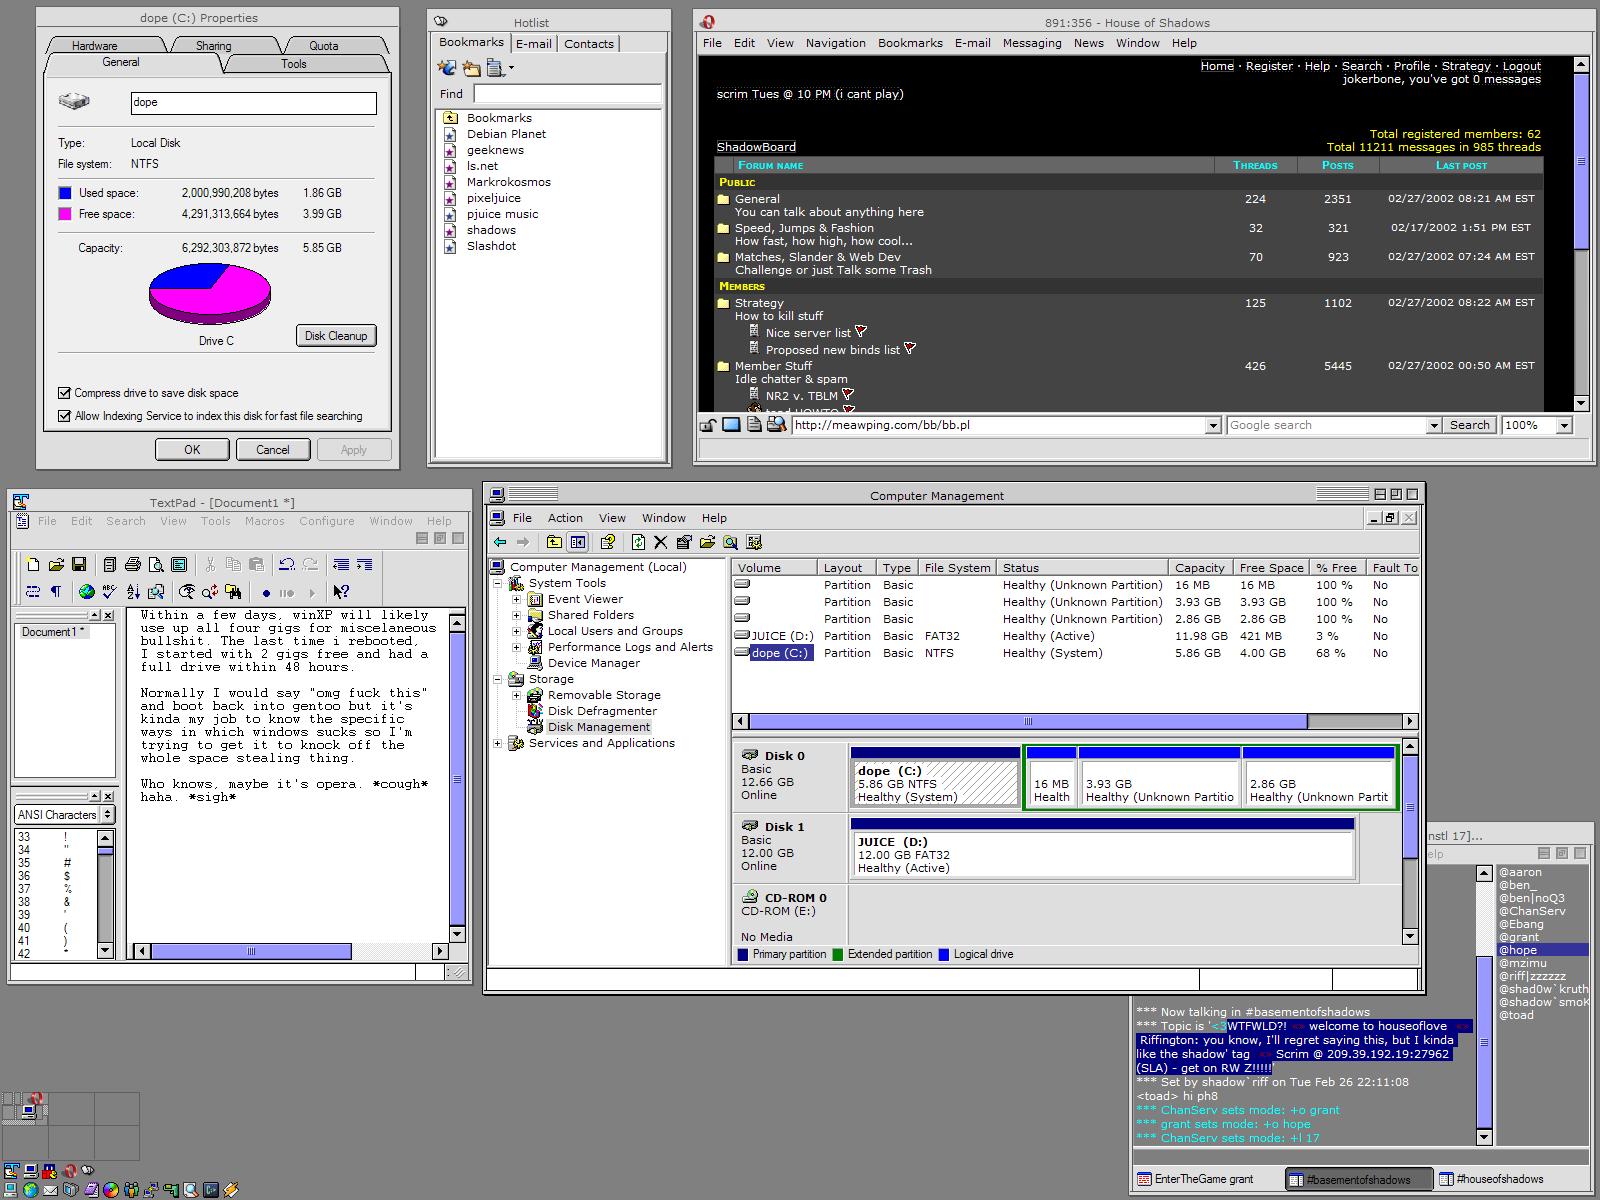 dope (C:) Properties
Hardware Sharing Quota
General Tools
dope
Type: Local Disk
File system: NTFS
Used space: 2,000,990,208 bytes 1.86 GB
Free space: 4,291,313,664 bytes 3.99 GB
Capacity: 6,292,303,872 bytes 5.85 GB
Drive C
Disk Cleanup
Compress drive to save disk space
Allow Indexing Service to index this disk for fast file searching
OK Cancel Apply
Hotlist
Bookmarks E-mail Contacts
Find
Bookmarks
Debian Planet
geeknews
ls.net
Markrokosmos
pixeljuice
pjuice music
shadows
Slashdot
891:356 - House of Shadows
File Edit View Navigation Bookmarks E-mail Messaging News Window Help
Home · Register · Help · Search · Profile · Strategy · Logout
jokerbone, you've got 0 messages
scrim Tues @ 10 PM (i cant play)
Total registered members: 62
ShadowBoard Total 11211 messages in 985 threads
Forum name Threads Posts Last post
Public
General 224 2351 02/27/2002 08:21 AM EST
You can talk about anything here
Speed, Jumps & Fashion 32 321 02/17/2002 1:51 PM EST
How fast, how high, how cool...
Matches, Slander & Web Dev 70 923 02/27/2002 07:24 AM EST
Challenge or just Talk some Trash
Members
Strategy 125 1102 02/27/2002 08:22 AM EST
How to kill stuff
Nice server list
Proposed new binds list
Member Stuff 426 5445 02/27/2002 00:50 AM EST
Idle chatter & spam
NR2 v. TBLM
toad HOWTO
http://meawping.com/bb/bb.pl Google search Search 100%
TextPad - [Document1 *]
File Edit Search View Tools Macros Configure Window Help
Document1 *
Within a few days, winXP will likely
use up all four gigs for miscelaneous
bullshit. The last time i rebooted,
I started with 2 gigs free and had a
full drive within 48 hours.
Normally I would say "omg fuck this"
and boot back into gentoo but it's
kinda my job to know the specific
ways in which windows sucks so I'm
trying to get it to knock off the
whole space stealing thing.
Who knows, maybe it's opera. *cough*
haha. *sigh*
ANSI Characters
33 !
34 "
35 #
36 $
37 %
38 &
39 '
40 (
41 )
42 *
Computer Management
File Action View Window Help
Computer Management (Local)
System Tools
Event Viewer
Shared Folders
Local Users and Groups
Performance Logs and Alerts
Device Manager
Storage
Removable Storage
Disk Defragmenter
Disk Management
Services and Applications
Volume Layout Type File System Status Capacity Free Space % Free Fault To
Partition Basic Healthy (Unknown Partition) 16 MB 16 MB 100 % No
Partition Basic Healthy (Unknown Partition) 3.93 GB 3.93 GB 100 % No
Partition Basic Healthy (Unknown Partition) 2.86 GB 2.86 GB 100 % No
JUICE (D:) Partition Basic FAT32 Healthy (Active) 11.98 GB 421 MB 3 % No
dope (C:) Partition Basic NTFS Healthy (System) 5.86 GB 4.00 GB 68 % No
Disk 0
Basic
12.66 GB
Online
dope (C:)
5.86 GB NTFS
Healthy (System)
16 MB
Health
3.93 GB
Healthy (Unknown Partitio
2.86 GB
Healthy (Unknown Partit
Disk 1
Basic
12.00 GB
Online
JUICE (D:)
12.00 GB FAT32
Healthy (Active)
CD-ROM 0
CD-ROM (E:)
No Media
Primary partition Extended partition Logical drive
nstl 17]...
elp
@aaron
@ben_
@ben|noQ3
@ChanServ
@Ebang
@grant
@hope
@mzimu
@riff|zzzzzz
@shad0w`kruth
@shadow`smoK
@toad
*** Now talking in #basementofshadows
*** Topic is '<3WTFWLD?! <> welcome to houseoflove <>
Riffington: you know, I'll regret saying this, but I kinda
like the shadow' tag <> Scrim @ 209.39.192.19:27962
(SLA) - get on RW Z!!!!!'
*** Set by shadow`riff on Tue Feb 26 22:11:08
<toad> hi ph8
*** ChanServ sets mode: +o grant
*** grant sets mode: +o hope
*** ChanServ sets mode: +l 17
EnterTheGame grant #basementofshadows #houseofshadows